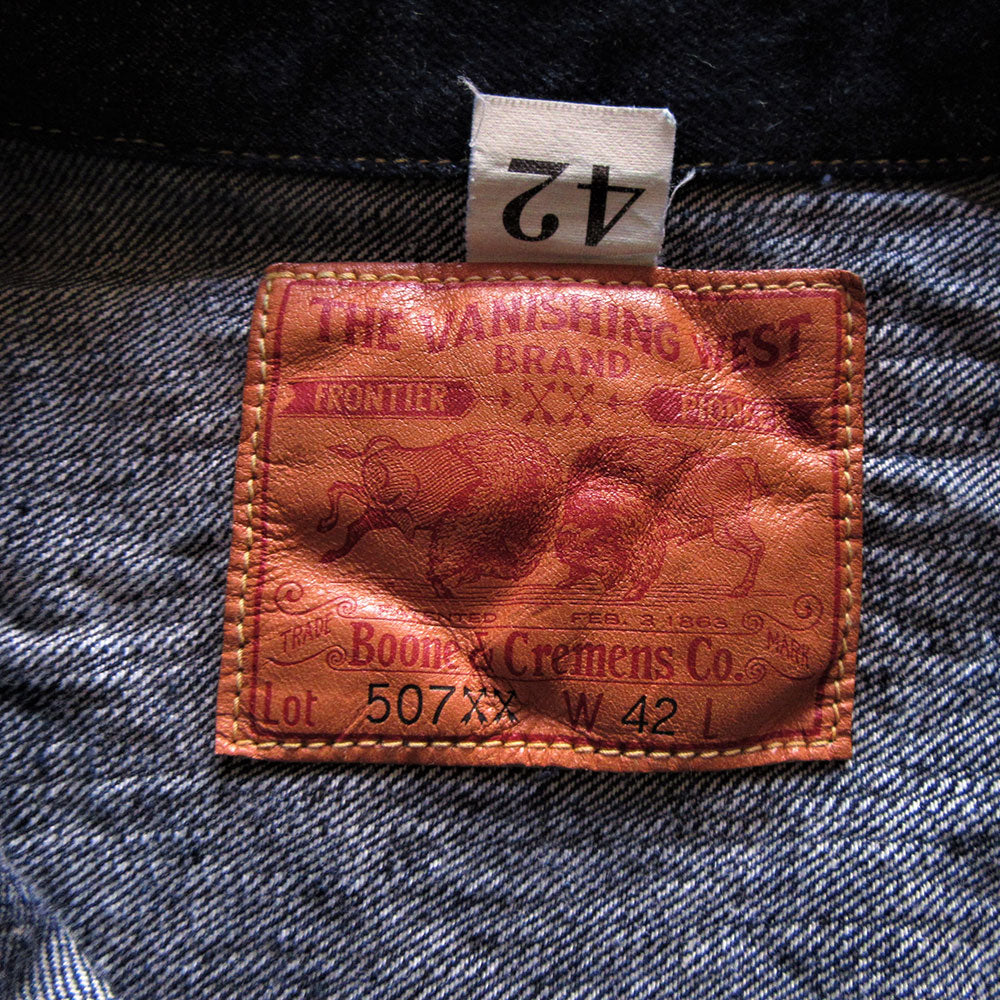 42
THE VANISHING WEST
BRAND
FRONTIER XX
FEB. 3, 1863
TRADE MARK
Boone & Cremens Co.
Lot 507XX W 42 L